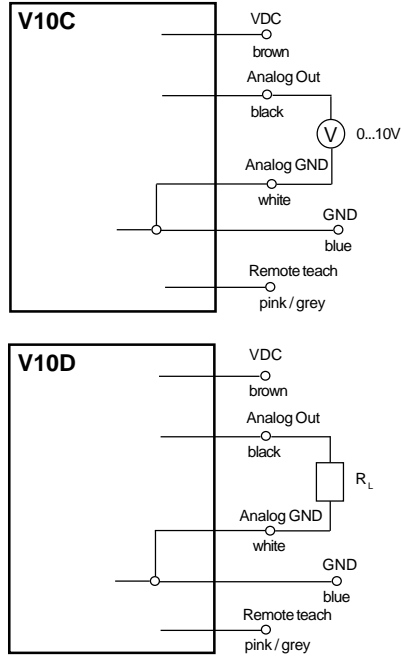 V10C
VDC
brown
Analog Out
black
V 0...10V
Analog GND
white
GND
blue
Remote teach
pink / grey
V10D
VDC
brown
Analog Out
black
RL
Analog GND
white
GND
blue
Remote teach
pink / grey